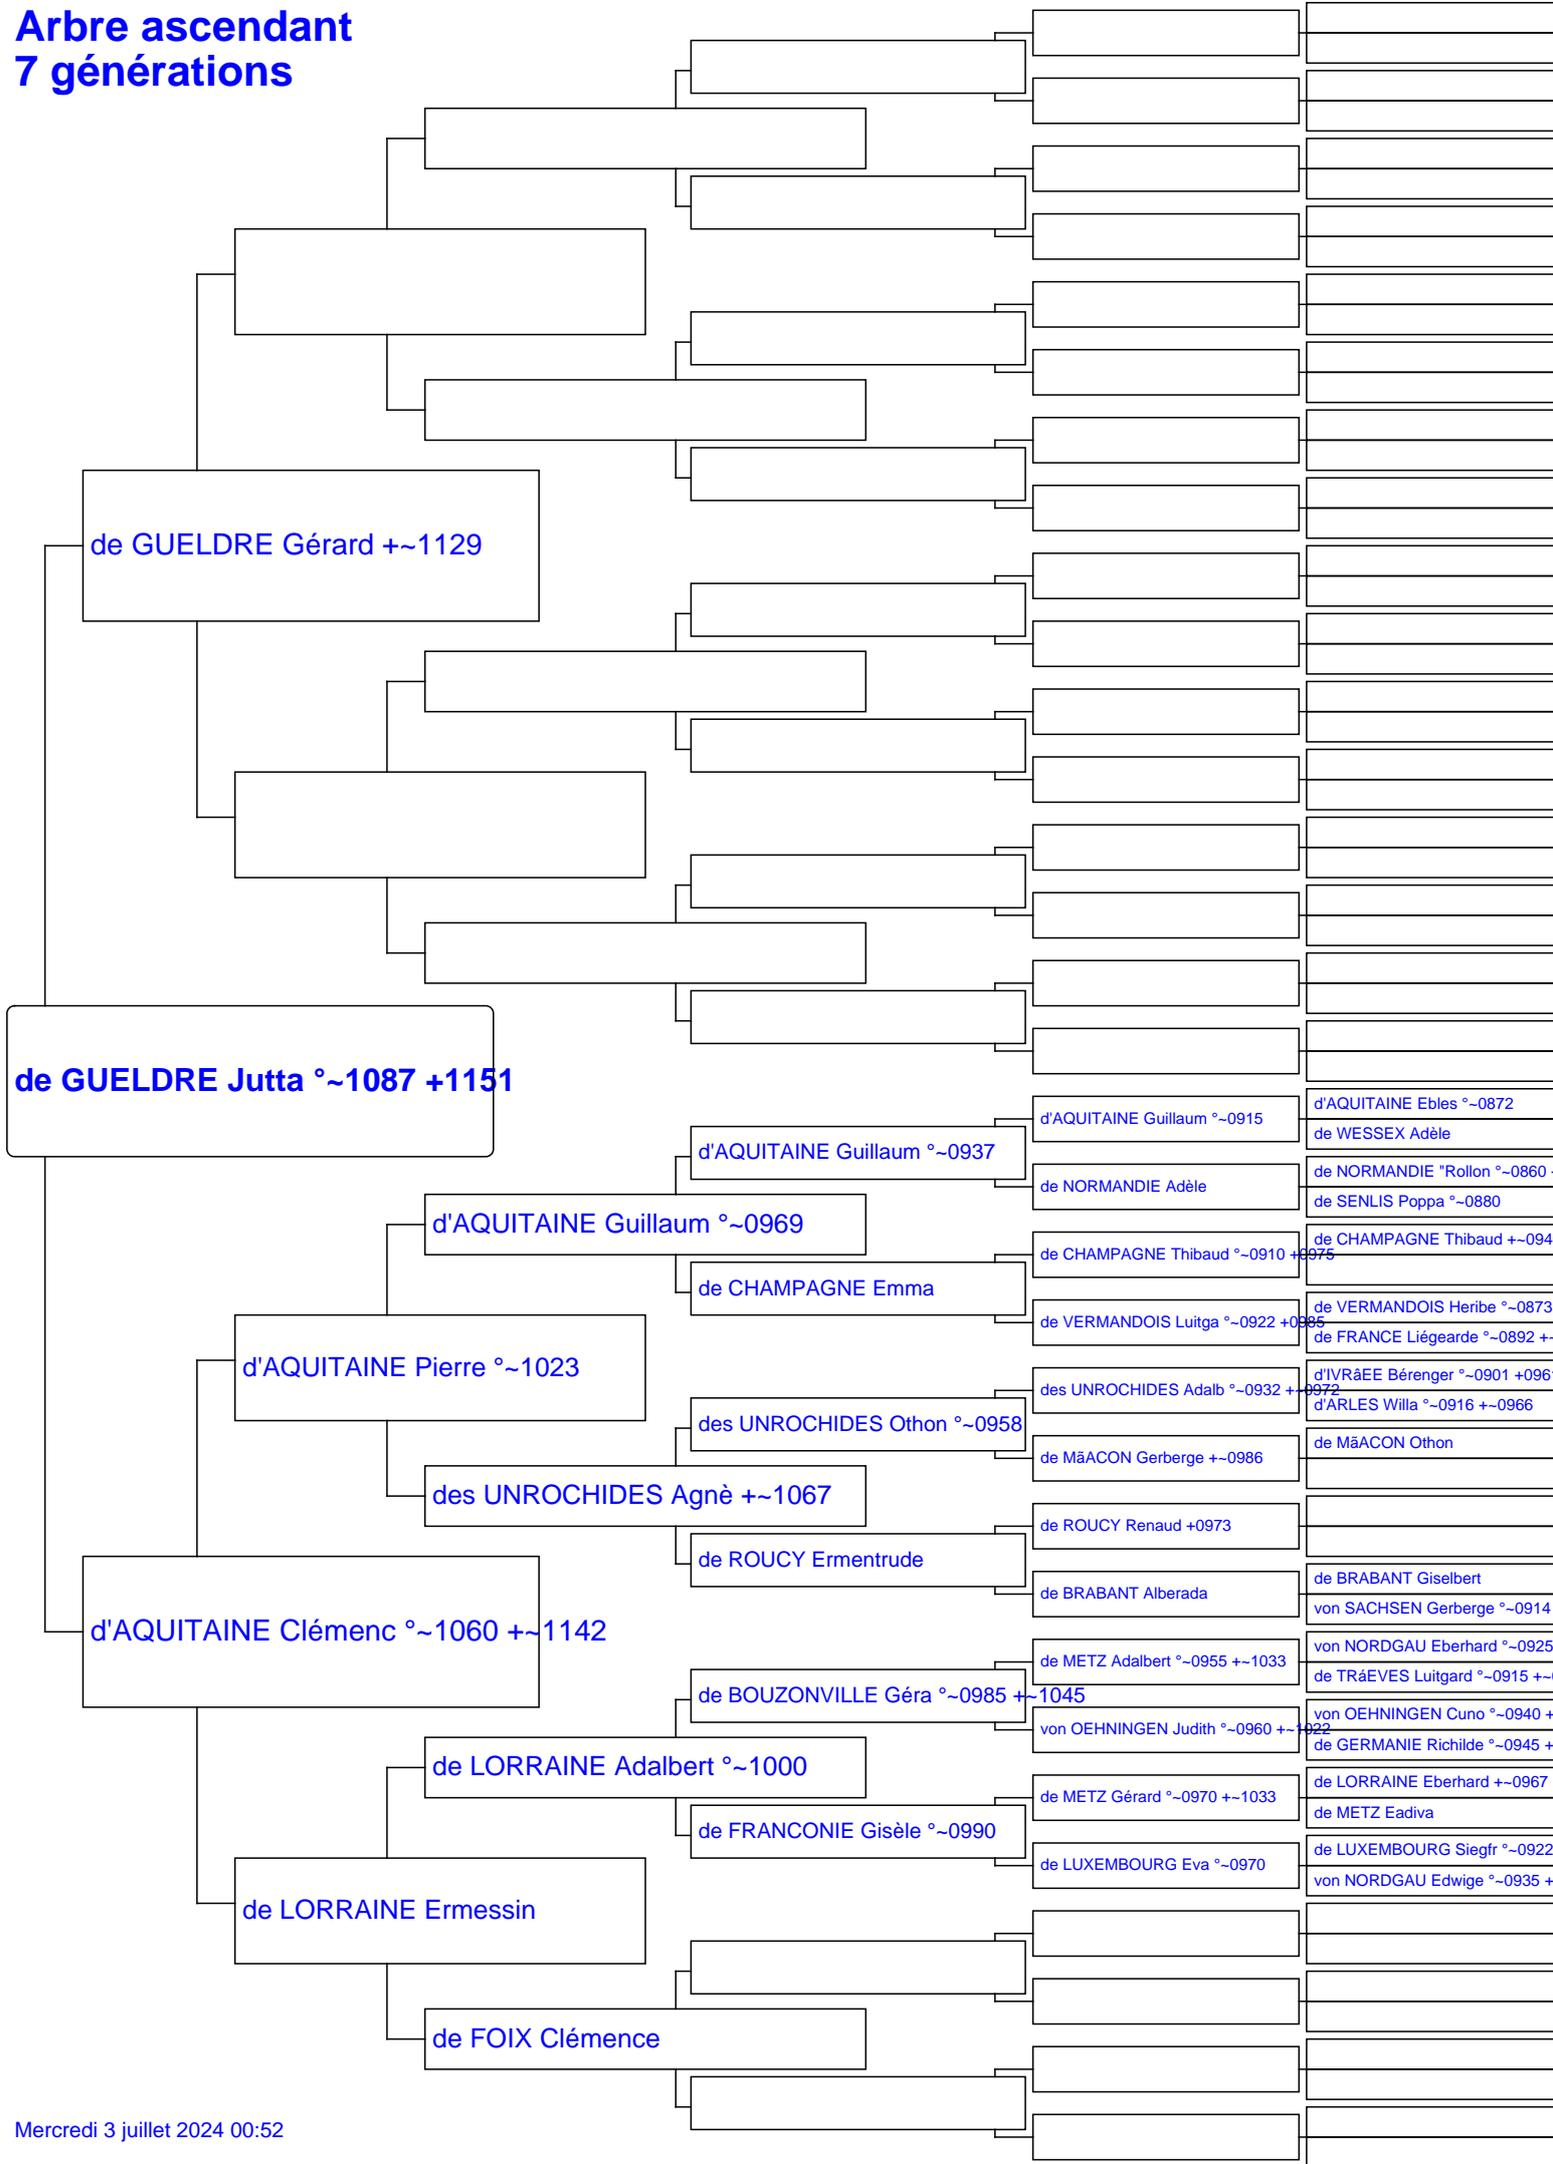 Arbre ascendant
7 générations
de GUELDRE Gérard +~1129
de GUELDRE Jutta °~1087 +1151
d'AQUITAINE Ebles °~0872
d'AQUITAINE Guillaum °~0915
de WESSEX Adèle
d'AQUITAINE Guillaum °~0937
de NORMANDIE "Rollon °~0860
de NORMANDIE Adèle
de SENLIS Poppa °~0880
d'AQUITAINE Guillaum °~0969
de CHAMPAGNE Thibaud +~094
de CHAMPAGNE Thibaud °~0910 +0975
de CHAMPAGNE Emma
de VERMANDOIS Heribe °~0873
de VERMANDOIS Luitga °~0922 +0985
de FRANCE Liégearde °~0892 +~
d'AQUITAINE Pierre °~1023
d'IVRâEE Bérenger °~0901 +096
des UNROCHIDES Adalb °~0932 +~0972
d'ARLES Willa °~0916 +~0966
des UNROCHIDES Othon °~0958
de MãACON Othon
de MãACON Gerberge +~0986
des UNROCHIDES Agnè +~1067
de ROUCY Renaud +0973
de ROUCY Ermentrude
de BRABANT Giselbert
de BRABANT Alberada
von SACHSEN Gerberge °~0914
d'AQUITAINE Clémenc °~1060 +~1142
von NORDGAU Eberhard °~0925
de METZ Adalbert °~0955 +~1033
de TRáEVES Luitgard °~0915 +~
de BOUZONVILLE Géra °~0985 +~1045
von OEHNINGEN Cuno °~0940 +
von OEHNINGEN Judith °~0960 +~1022
de GERMANIE Richilde °~0945 +
de LORRAINE Adalbert °~1000
de LORRAINE Eberhard +~0967
de METZ Gérard °~0970 +~1033
de METZ Eadiva
de FRANCONIE Gisèle °~0990
de LUXEMBOURG Siegfr °~0922
de LUXEMBOURG Eva °~0970
von NORDGAU Edwige °~0935 +
de LORRAINE Ermessin
de FOIX Clémence
Mercredi 3 juillet 2024 00:52